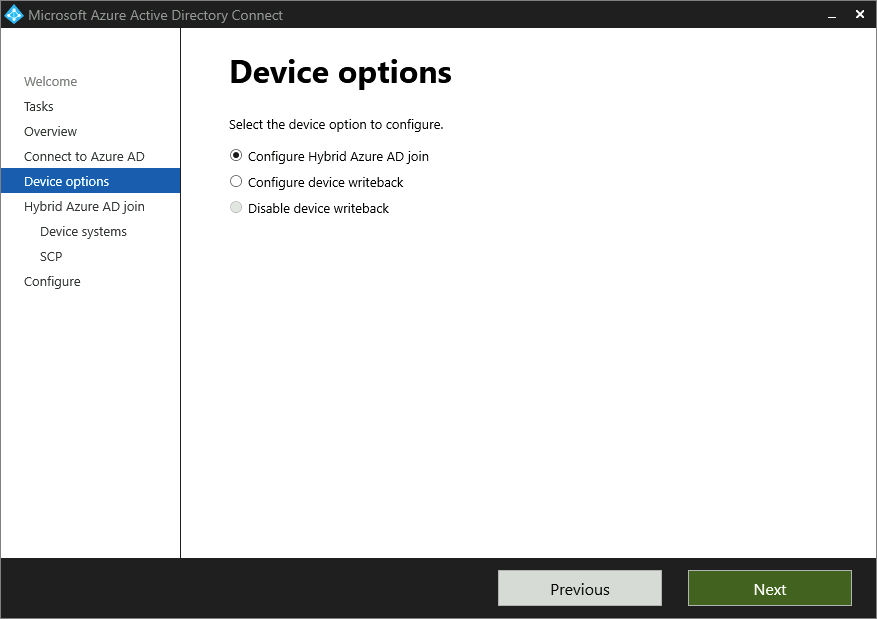 Microsoft Azure Active Directory Connect
Welcome
Tasks
Overview
Connect to Azure AD
Device options
Hybrid Azure AD join
Device systems
SCP
Configure
Device options
Select the device option to configure.
Configure Hybrid Azure AD join
Configure device writeback
Disable device writeback
Previous
Next